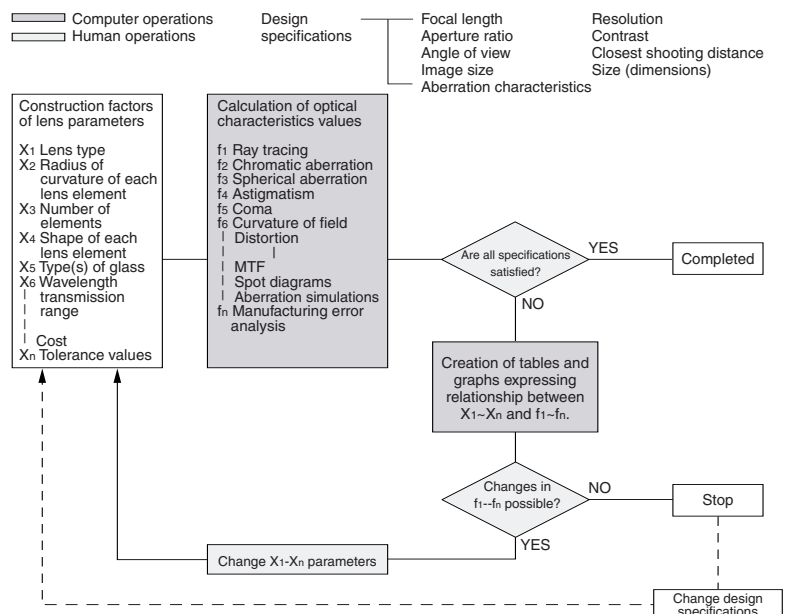 Computer operations
Human operations
Design
specifications
Focal length
Aperture ratio
Angle of view
Image size
Aberration characteristics
Resolution
Contrast
Closest shooting distance
Size (dimensions)
Construction factors
of lens parameters
X1 Lens type
X2 Radius of
curvature of each
lens element
X3 Number of
elements
X4 Shape of each
lens element
X5 Type(s) of glass
X6 Wavelength
transmission
range
Cost
Xn Tolerance values
Calculation of optical
characteristics values
f1 Ray tracing
f2 Chromatic aberration
f3 Spherical aberration
f4 Astigmatism
f5 Coma
f6 Curvature of field
Distortion
MTF
Spot diagrams
Aberration simulations
fn Manufacturing error
analysis
Are all specifications
satisfied?
YES
Completed
NO
Creation of tables and
graphs expressing
relationship between
X1~Xn and f1~fn.
Changes in
f1--fn possible?
NO
Stop
YES
Change X1-Xn parameters
Change design
specifications